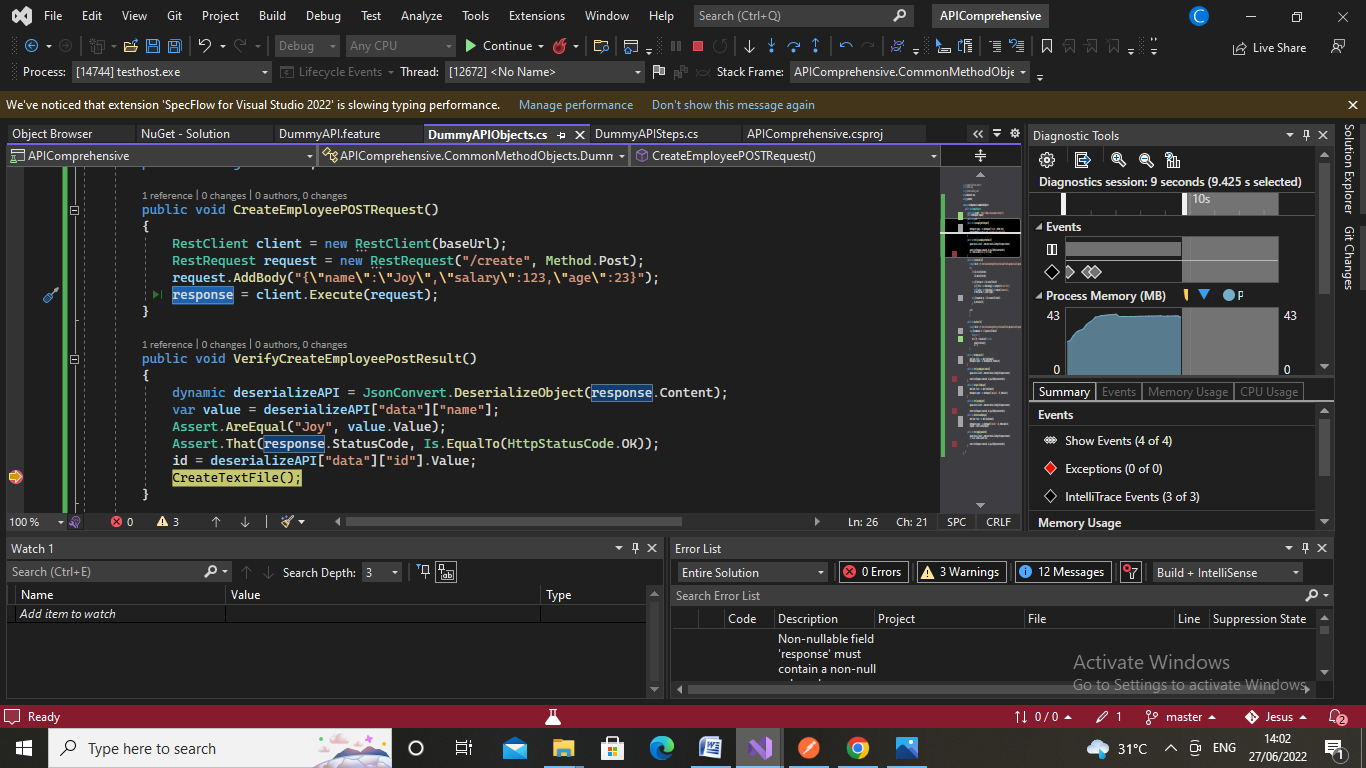 File Edit View Git Project Build Debug Test Analyze Tools Extensions Window Help Search (Ctrl+Q) APIComprehensive C
Debug Any CPU Continue Live Share
Process: [14744] testhost.exe Lifecycle Events Thread: [12672] <No Name> Stack Frame: APIComprehensive.CommonMethodObje
We've noticed that extension 'SpecFlow for Visual Studio 2022' is slowing typing performance. Manage performance Don't show this message again
Object Browser NuGet - Solution DummyAPI.feature DummyAPIObjects.cs DummyAPISteps.cs APIComprehensive.csproj
APIComprehensive APIComprehensive.CommonMethodObjects.Dumm CreateEmployeePOSTRequest()
1 reference | 0 changes | 0 authors, 0 changes
public void CreateEmployeePOSTRequest()
{
RestClient client = new RestClient(baseUrl);
RestRequest request = new RestRequest("/create", Method.Post);
request.AddBody("{\"name\":\"Joy\",\"salary\":123,\"age\":23}");
response = client.Execute(request);
}
1 reference | 0 changes | 0 authors, 0 changes
public void VerifyCreateEmployeePostResult()
{
dynamic deserializeAPI = JsonConvert.DeserializeObject(response.Content);
var value = deserializeAPI["data"]["name"];
Assert.AreEqual("Joy", value.Value);
Assert.That(response.StatusCode, Is.EqualTo(HttpStatusCode.OK));
id = deserializeAPI["data"]["id"].Value;
CreateTextFile();
}
100 % 0 3 Ln: 26 Ch: 21 SPC CRLF
Diagnostic Tools
Diagnostics session: 9 seconds (9.425 s selected)
10s
Events
Process Memory (MB) P
43 43
0 0
Summary Events Memory Usage CPU Usage
Events
Show Events (4 of 4)
Exceptions (0 of 0)
IntelliTrace Events (3 of 3)
Memory Usage
Solution Explorer
Git Changes
Watch 1
Search (Ctrl+E) Search Depth: 3
Name Value Type
Add item to watch
Error List
Entire Solution 0 Errors 3 Warnings 12 Messages Build + IntelliSense
Search Error List
Code Description Project File Line Suppression State
Non-nullable field
'response' must
contain a non-null
Activate Windows
Go to Settings to activate Windows.
Ready 0 / 0 1 master Jesus 2
Type here to search 31°C ENG 14:02
27/06/2022 1